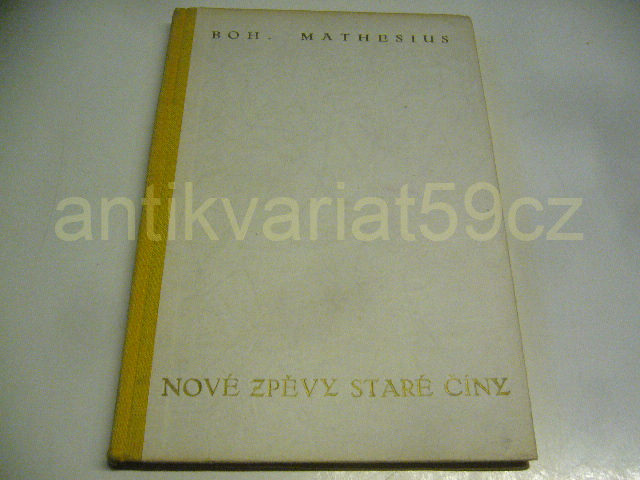 BOH. MATHESIUS
antikvariat59cz
NOVÉ ZPĚVY STARÉ ČÍNY